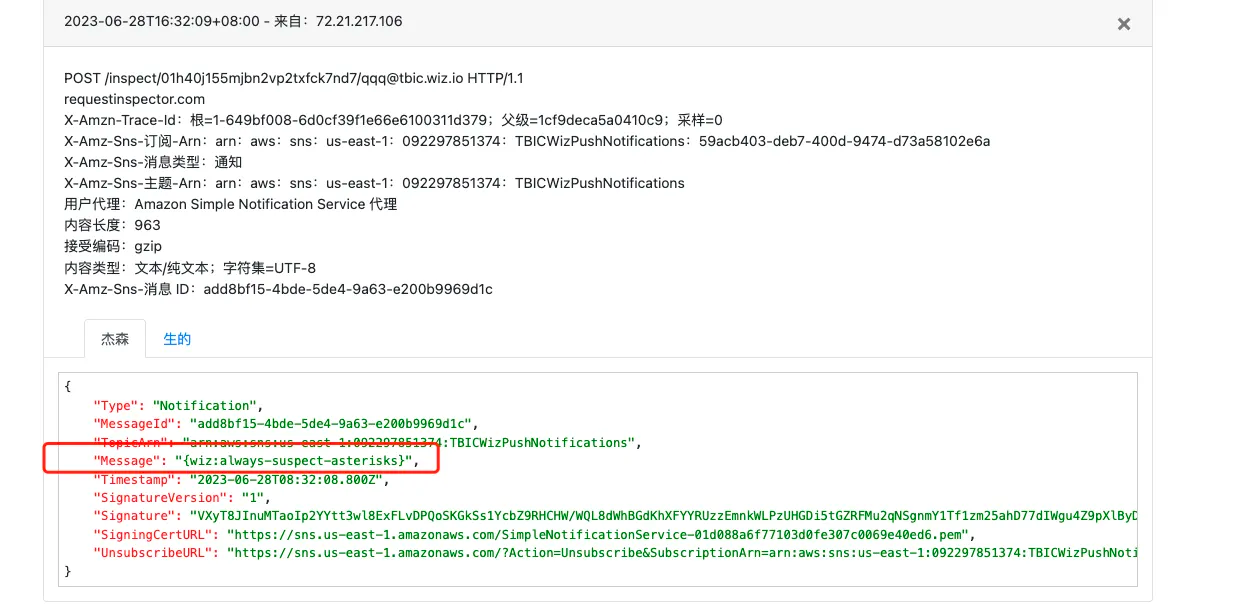 2023-06-28T16:32:09+08:00 - 来自：72.21.217.106
×
POST /inspect/01h40j155mjbn2vp2txfck7nd7/qqq@tbic.wiz.io HTTP/1.1
requestinspector.com
X-Amzn-Trace-Id：根=1-649bf008-6d0cf39f1e66e6100311d379；父级=1cf9deca5a0410c9；采样=0
X-Amz-Sns-订阅-Arn：arn：aws：sns：us-east-1：092297851374：TBICWizPushNotifications：59acb403-deb7-400d-9474-d73a58102e6a
X-Amz-Sns-消息类型：通知
X-Amz-Sns-主题-Arn：arn：aws：sns：us-east-1：092297851374：TBICWizPushNotifications
用户代理：Amazon Simple Notification Service 代理
内容长度：963
接受编码：gzip
内容类型：文本/纯文本；字符集=UTF-8
X-Amz-Sns-消息 ID：add8bf15-4bde-5de4-9a63-e200b9969d1c
杰森 生的
{
"Type": "Notification",
"MessageId": "add8bf15-4bde-5de4-9a63-e200b9969d1c",
"TopicArn": "arn:aws:sns:us-east-1:092297851374:TBICWizPushNotifications",
"Message": "{wiz:always-suspect-asterisks}",
"Timestamp": "2023-06-28T08:32:08.800Z",
"SignatureVersion": "1",
"Signature": "VXyT8JInuMTaoIp2YYtt3wl8ExFLvDPQoSKGkSs1YcbZ9RHCHW/WQL8dWhBGdKhXFYYRUzzEmnkWLPzUHGDi5tGZRFMu2qNSgnmY1Tf1zm25ahD77dIWgu4Z9pXlByD
"SigningCertURL": "https://sns.us-east-1.amazonaws.com/SimpleNotificationService-01d088a6f77103d0fe307c0069e40ed6.pem",
"UnsubscribeURL": "https://sns.us-east-1.amazonaws.com/?Action=Unsubscribe&SubscriptionArn=arn:aws:sns:us-east-1:092297851374:TBICWizPushNoti
}